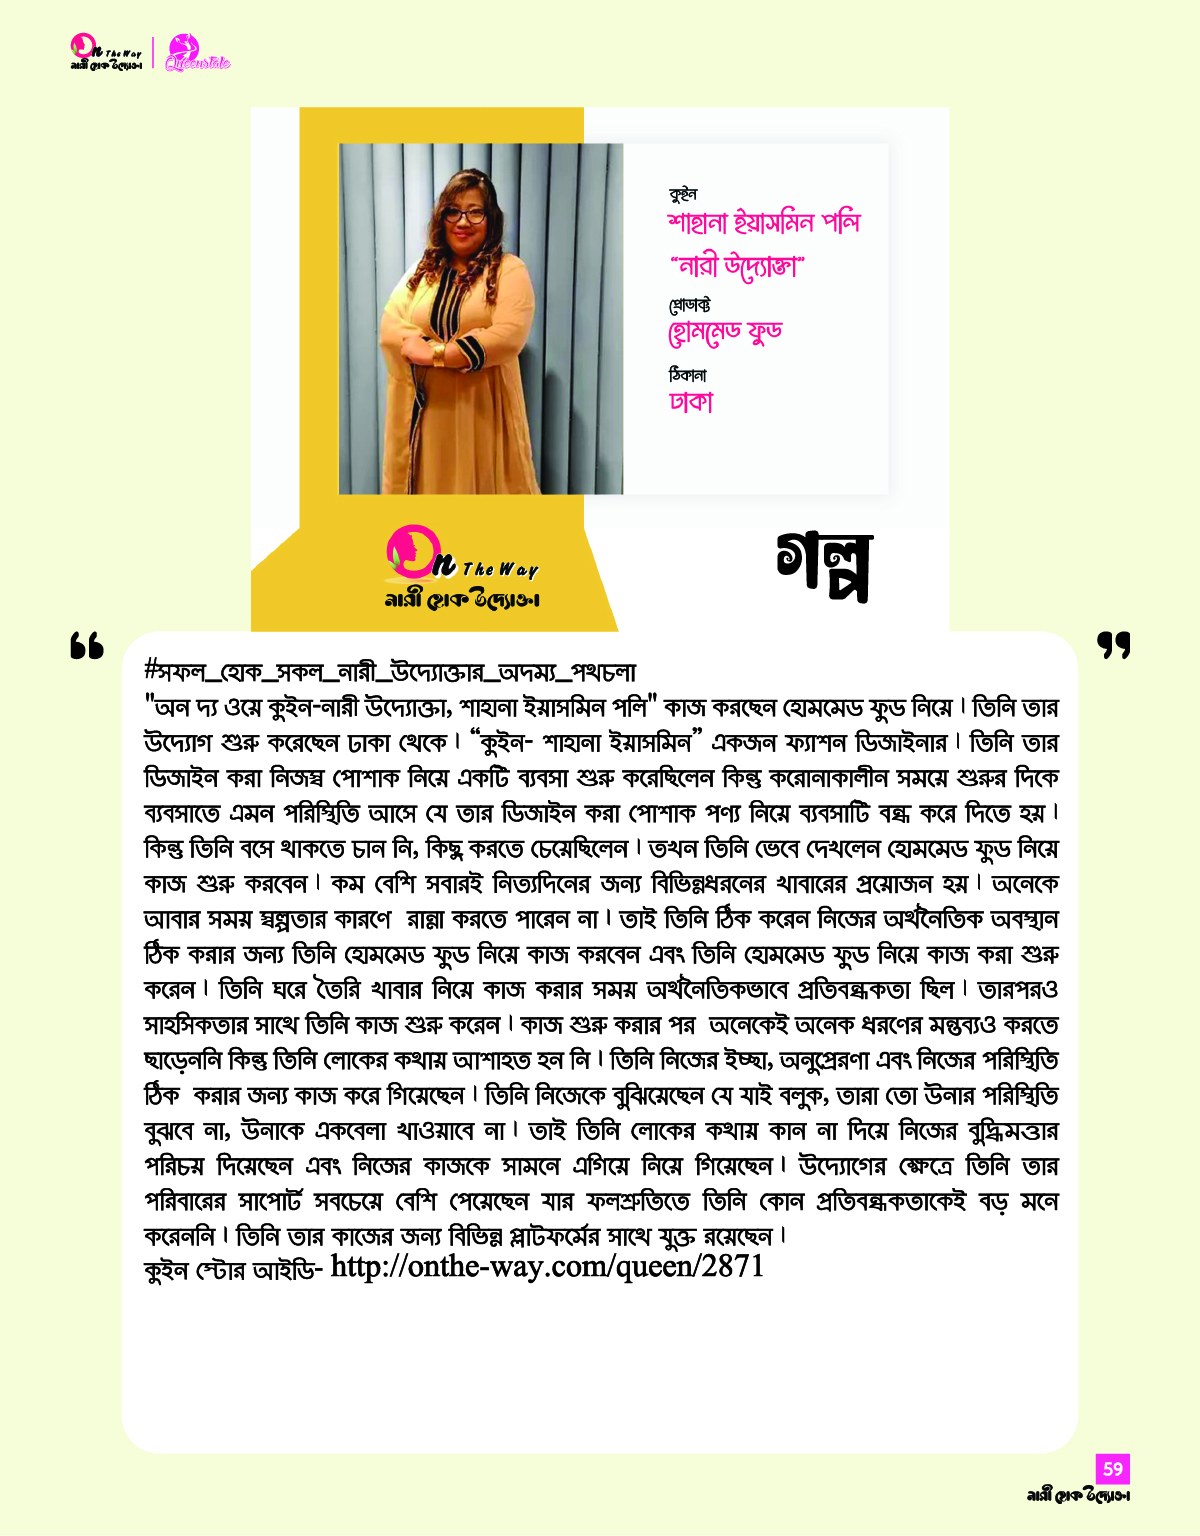 On The Way
নারী হোক উদ্যোক্তা
Queenstale
কুইন
শাহানা ইয়াসমিন পলি
“নারী উদ্যোক্তা”
প্রোডাক্ট
হোমমেড ফুড
ঠিকানা
ঢাকা
On The Way
নারী হোক উদ্যোক্তা
গল্প
#সফল_হোক_সকল_নারী_উদ্যোক্তার_অদম্য_পথচলা
"অন দ্য ওয়ে কুইন-নারী উদ্যোক্তা, শাহানা ইয়াসমিন পলি" কাজ করছেন হোমমেড ফুড নিয়ে। তিনি তার
উদ্যোগ শুরু করেছেন ঢাকা থেকে। “কুইন- শাহানা ইয়াসমিন” একজন ফ্যাশন ডিজাইনার। তিনি তার
ডিজাইন করা নিজস্ব পোশাক নিয়ে একটি ব্যবসা শুরু করেছিলেন কিন্তু করোনাকালীন সময়ে শুরুর দিকে
ব্যবসাতে এমন পরিস্থিতি আসে যে তার ডিজাইন করা পোশাক পণ্য নিয়ে ব্যবসাটি বন্ধ করে দিতে হয়।
কিন্তু তিনি বসে থাকতে চান নি, কিছু করতে চেয়েছিলেন। তখন তিনি ভেবে দেখলেন হোমমেড ফুড নিয়ে
কাজ শুরু করবেন। কম বেশি সবারই নিত্যদিনের জন্য বিভিন্নধরনের খাবারের প্রয়োজন হয়। অনেকে
আবার সময় স্বল্পতার কারণে রান্না করতে পারেন না। তাই তিনি ঠিক করেন নিজের অর্থনৈতিক অবস্থান
ঠিক করার জন্য তিনি হোমমেড ফুড নিয়ে কাজ করবেন এবং তিনি হোমমেড ফুড নিয়ে কাজ করা শুরু
করেন। তিনি ঘরে তৈরি খাবার নিয়ে কাজ করার সময় অর্থনৈতিকভাবে প্রতিবন্ধকতা ছিল। তারপরও
সাহসিকতার সাথে তিনি কাজ শুরু করেন। কাজ শুরু করার পর অনেকেই অনেক ধরণের মন্তব্যও করতে
ছাড়েননি কিন্তু তিনি লোকের কথায় আশাহত হন নি। তিনি নিজের ইচ্ছা, অনুপ্রেরণা এবং নিজের পরিস্থিতি
ঠিক করার জন্য কাজ করে গিয়েছেন। তিনি নিজেকে বুঝিয়েছেন যে যাই বলুক, তারা তো উনার পরিস্থিতি
বুঝবে না, উনাকে একবেলা খাওয়াবে না। তাই তিনি লোকের কথায় কান না দিয়ে নিজের বুদ্ধিমত্তার
পরিচয় দিয়েছেন এবং নিজের কাজকে সামনে এগিয়ে নিয়ে গিয়েছেন। উদ্যোগের ক্ষেত্রে তিনি তার
পরিবারের সাপোর্ট সবচেয়ে বেশি পেয়েছেন যার ফলশ্রুতিতে তিনি কোন প্রতিবন্ধকতাকেই বড় মনে
করেননি। তিনি তার কাজের জন্য বিভিন্ন প্লাটফর্মের সাথে যুক্ত রয়েছেন।
কুইন স্টোর আইডি- http://onthe-way.com/queen/2871
59
নারী হোক উদ্যোক্তা